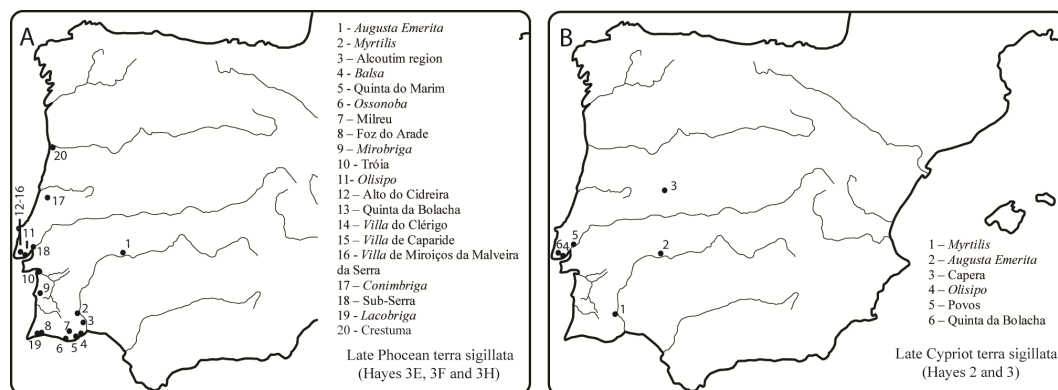 A
1 - Augusta Emerita
2 - Myrtilis
3 – Alcoutim region
4 - Balsa
5 - Quinta do Marim
6 - Ossonoba
7 – Milreu
8 – Foz do Arade
9 – Mirobriga
10 - Tróia
11- Olisipo
12 – Alto do Cidreira
13 – Quinta da Bolacha
14 – Villa do Clérigo
15 – Villa de Caparide
16 – Villa de Miroiços da Malveira
da Serra
17 – Conimbriga
18 – Sub-Serra
19 – Lacobriga
20 – Crestuma
Late Phocean terra sigillata
(Hayes 3E, 3F and 3H)
20
17
12-16
11
18
1
10
9
2
3
8
7
19
6
5
4
B
3
5
6
4
2
1
1 – Myrtilis
2 – Augusta Emerita
3 – Capera
4 – Olisipo
5 – Povos
6 – Quinta da Bolacha
Late Cypriot terra sigillata
(Hayes 2 and 3)